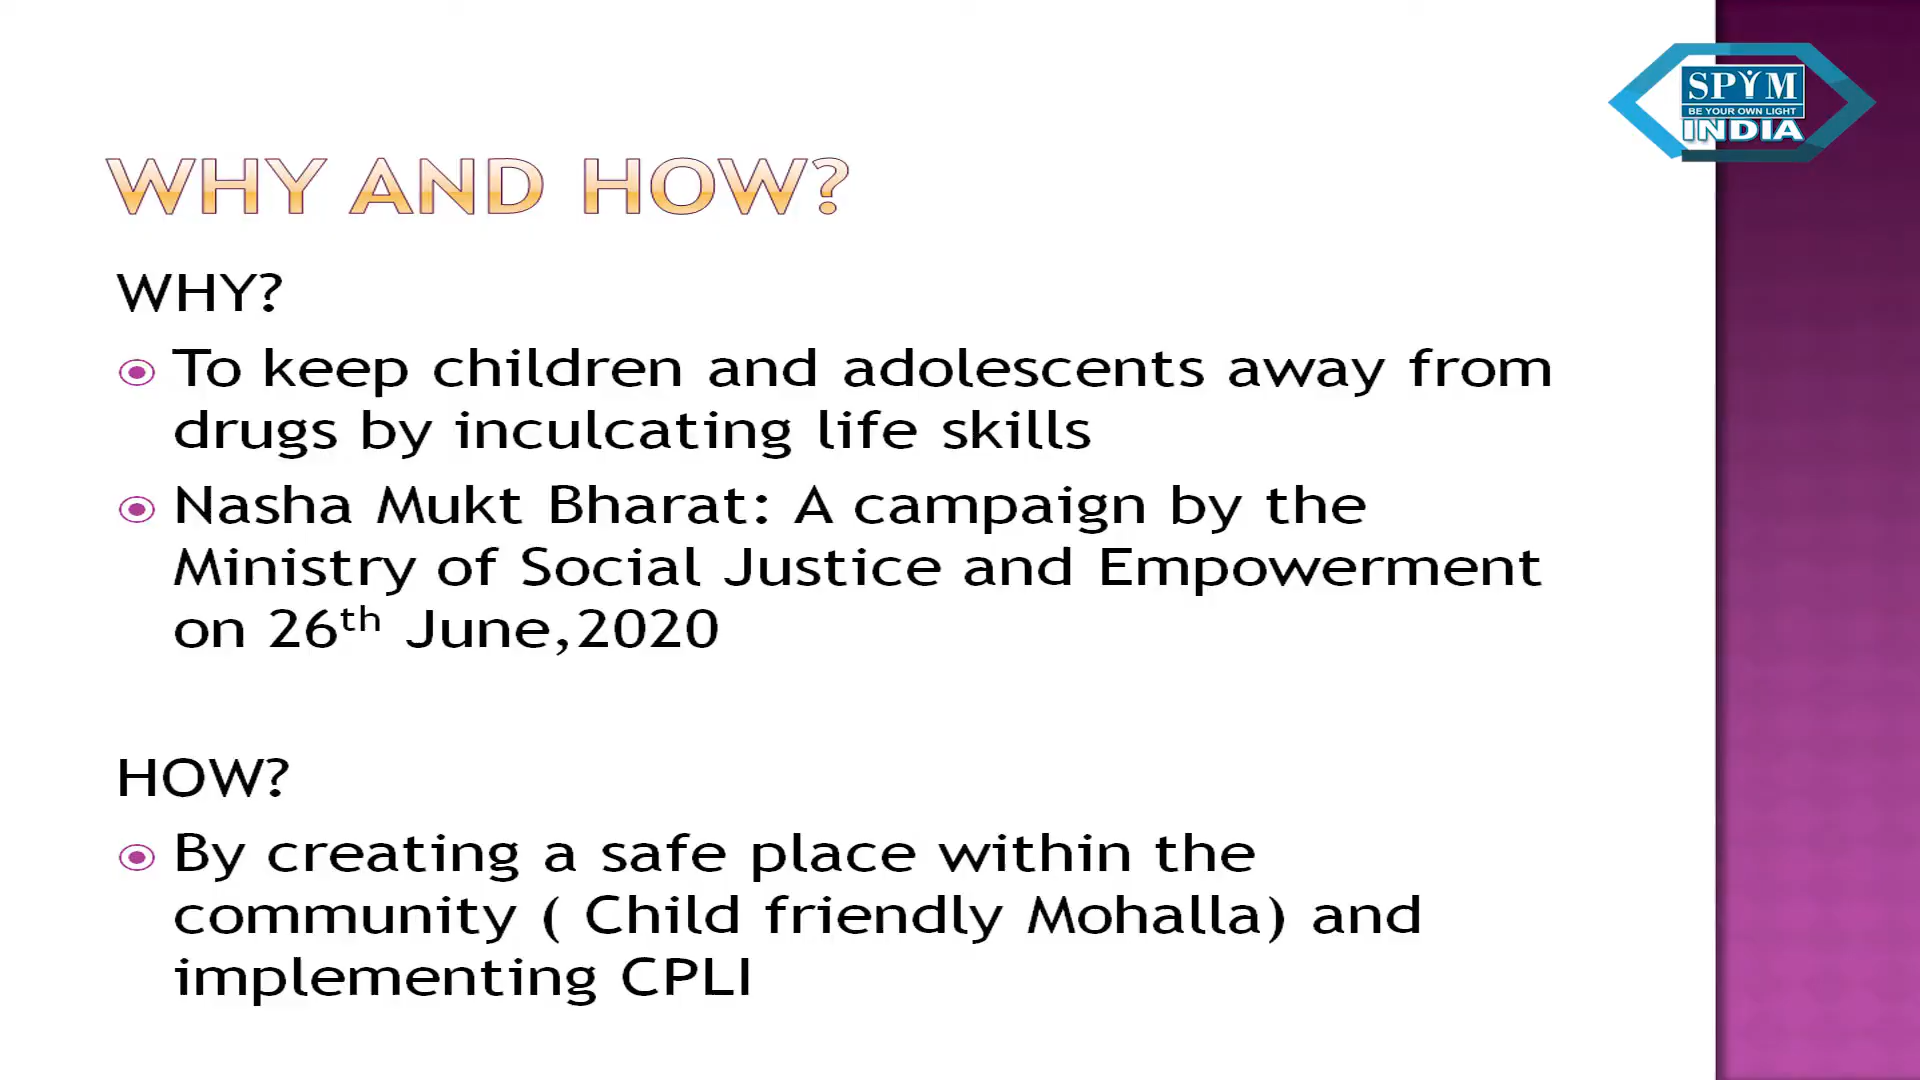 SPYM
BE YOUR OWN LIGHT
INDIA
WHY AND HOW?
WHY?
To keep children and adolescents away from
drugs by inculcating life skills
Nasha Mukt Bharat: A campaign by the
Ministry of Social Justice and Empowerment
on 26th June,2020
HOW?
By creating a safe place within the
community ( Child friendly Mohalla) and
implementing CPLI